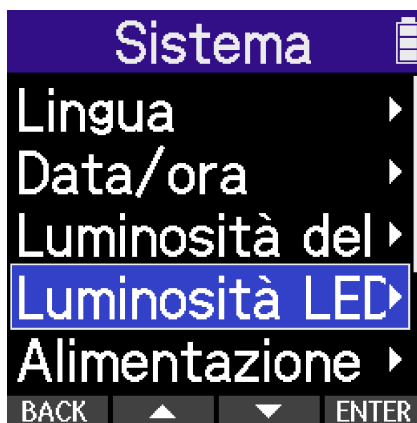 Sistema
Lingua
Data/ora
Luminosità del
Luminosità LED
Alimentazione
BACK ENTER